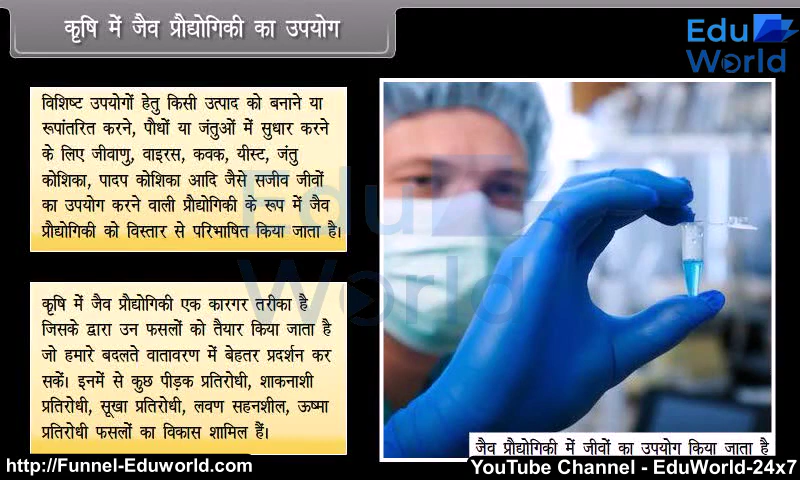 कृषि में जैव प्रौद्योगिकी का उपयोग
Edu
World
विशिष्ट उपयोगों हेतु किसी उत्पाद को बनाने या
रूपांतरित करने, पौधों या जंतुओं में सुधार करने
के लिए जीवाणु, वाइरस, कवक, यीस्ट, जंतु
कोशिका, पादप कोशिका आदि जैसे सजीव जीवों
का उपयोग करने वाली प्रौद्योगिकी के रूप में जैव
प्रौद्योगिकी को विस्तार से परिभाषित किया जाता है।
Edu
World
कृषि में जैव प्रौद्योगिकी एक कारगर तरीका है
जिसके द्वारा उन फसलों को तैयार किया जाता है
जो हमारे बदलते वातावरण में बेहतर प्रदर्शन कर
सकें। इनमें से कुछ पीड़क प्रतिरोधी, शाकनाशी
प्रतिरोधी, सूखा प्रतिरोधी, लवण सहनशील, ऊष्मा
प्रतिरोधी फसलों का विकास शामिल हैं।
जैव प्रौद्योगिकी में जीवों का उपयोग किया जाता है
http://Funnel-Eduworld.com
YouTube Channel - EduWorld-24x7